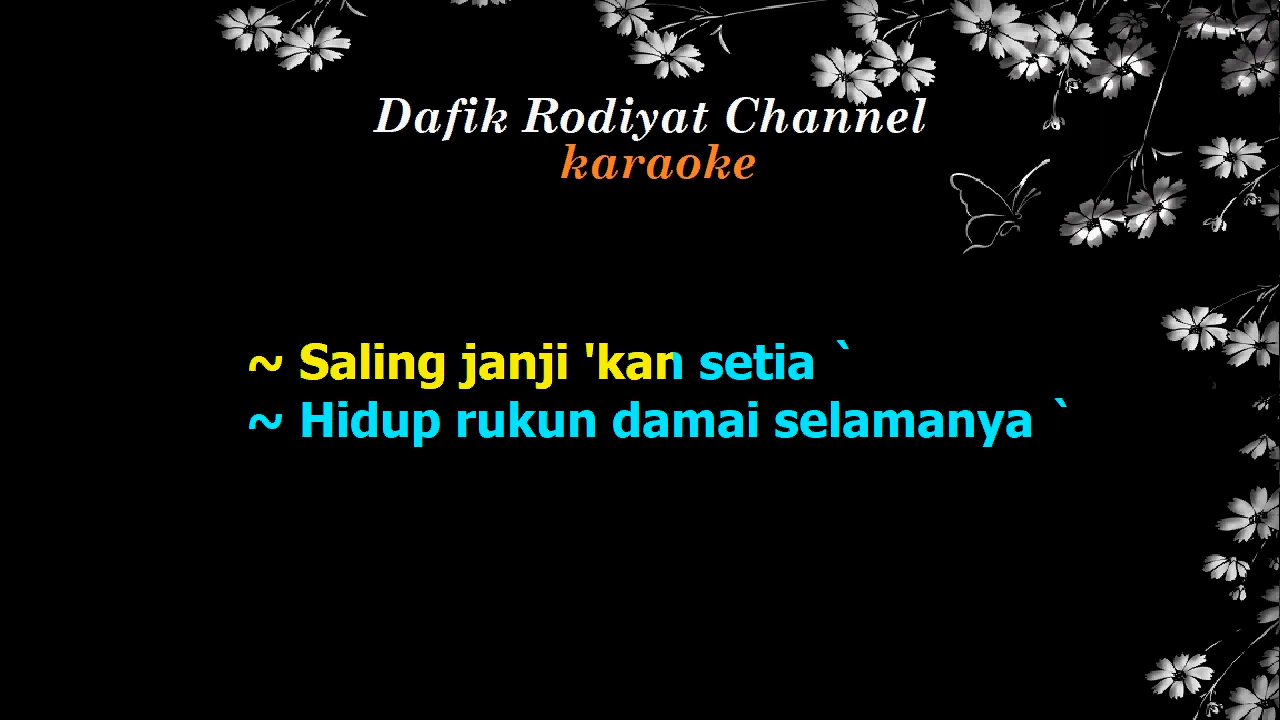 Dafik Rodiyat Channel
karaoke
~ Saling janji 'kan setia `
~ Hidup rukun damai selamanya `